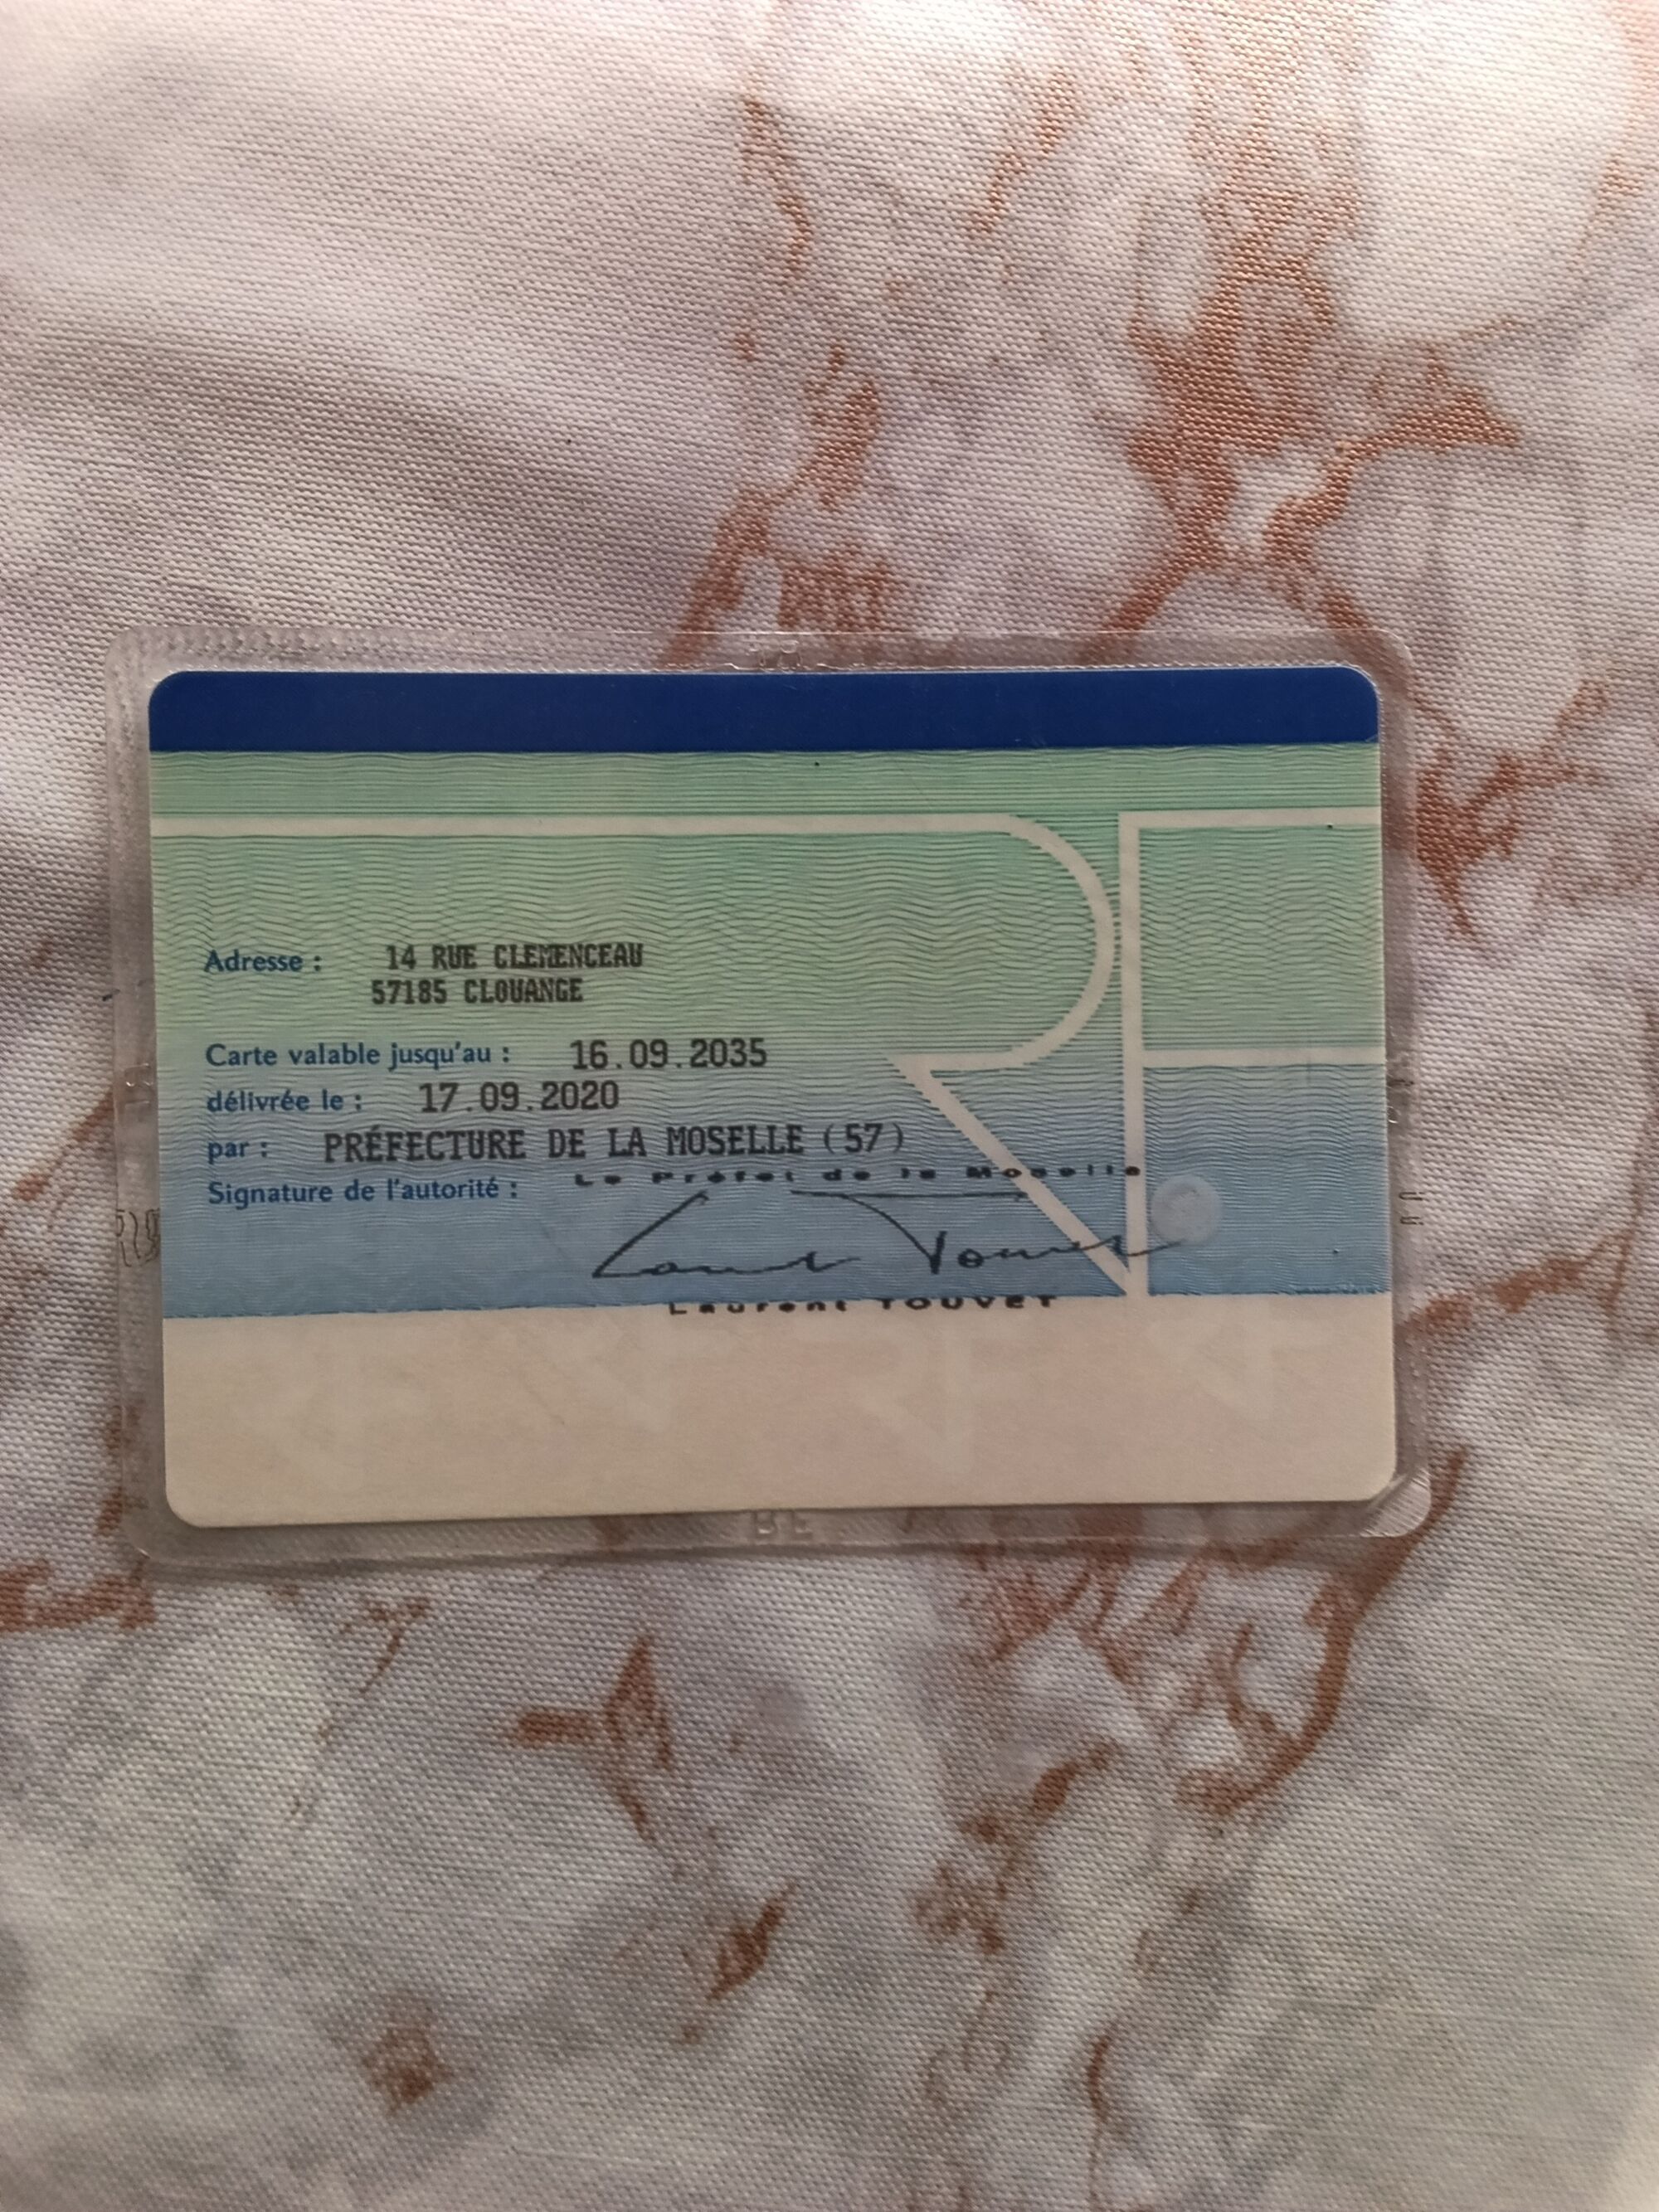 Adresse : 14 RUE CLEMENCEAU
57185 CLOUANGE
Carte valable jusqu'au : 16.09.2035
délivrée le : 17.09.2020
par : PRÉFECTURE DE LA MOSELLE (57)
Le Préfet de la Moselle
Signature de l'autorité :
Laurent TOUVET
RF